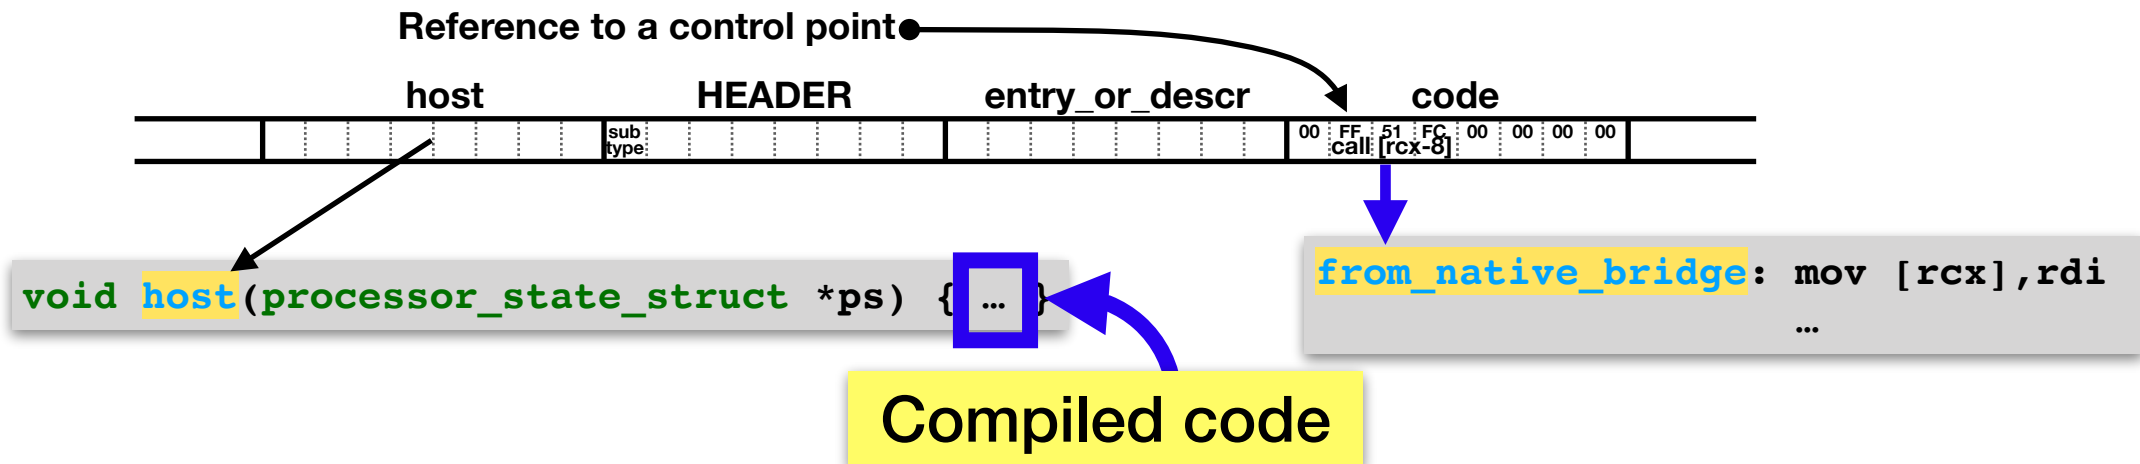 Reference to a control point
host HEADER entry_or_descr code
sub
type
00 FF 51 FC 00 00 00 00
call [rcx-8]
void host(processor_state_struct *ps) { … }
from_native_bridge: mov [rcx],rdi
…
Compiled code